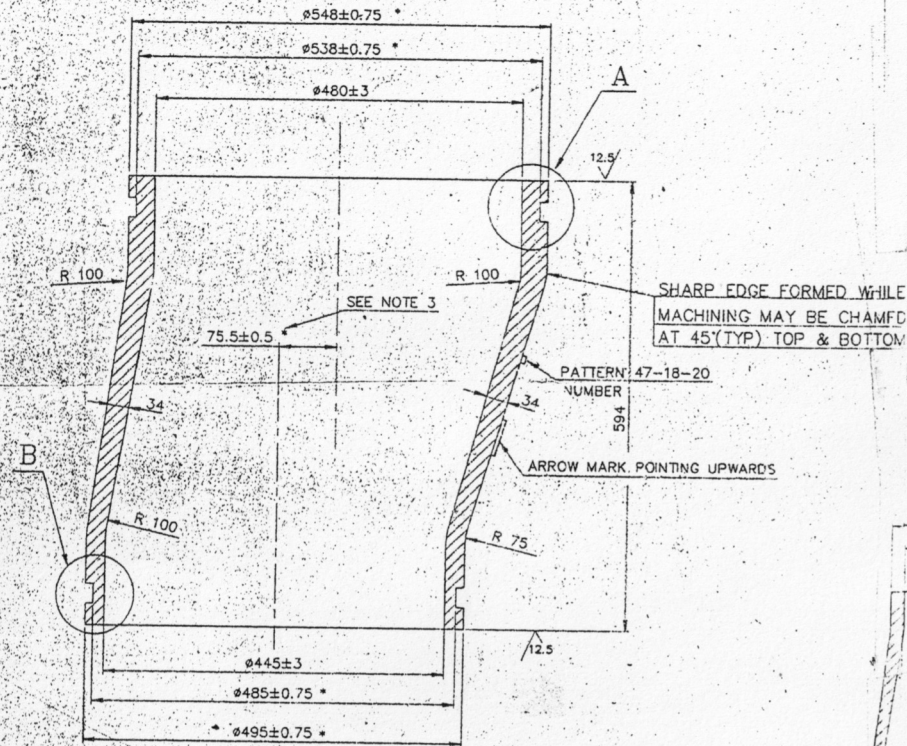 ø548±0.75 *
ø538±0.75 *
ø480±3
A
12.5
R 100
R 100
SHARP EDGE FORMED WHILE
MACHINING MAY BE CHAMFD
AT 45°(TYP) TOP & BOTTOM
SEE NOTE 3
75.5±0.5 *
PATTERN 47-18-20
NUMBER
34
34
594
B
ARROW MARK. POINTING UPWARDS
R 100
R 75
12.5
ø445±3
ø485±0.75 *
* ø495±0.75 *